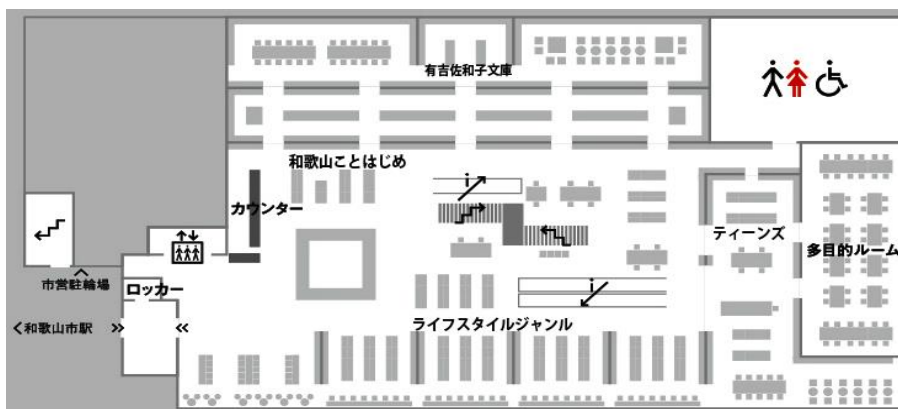 有吉佐和子文庫
和歌山ことはじめ
i
カウンター
ティーンズ
多目的ルーム
市営駐輪場
ロッカー
i
<和歌山市駅
ライフスタイルジャンル